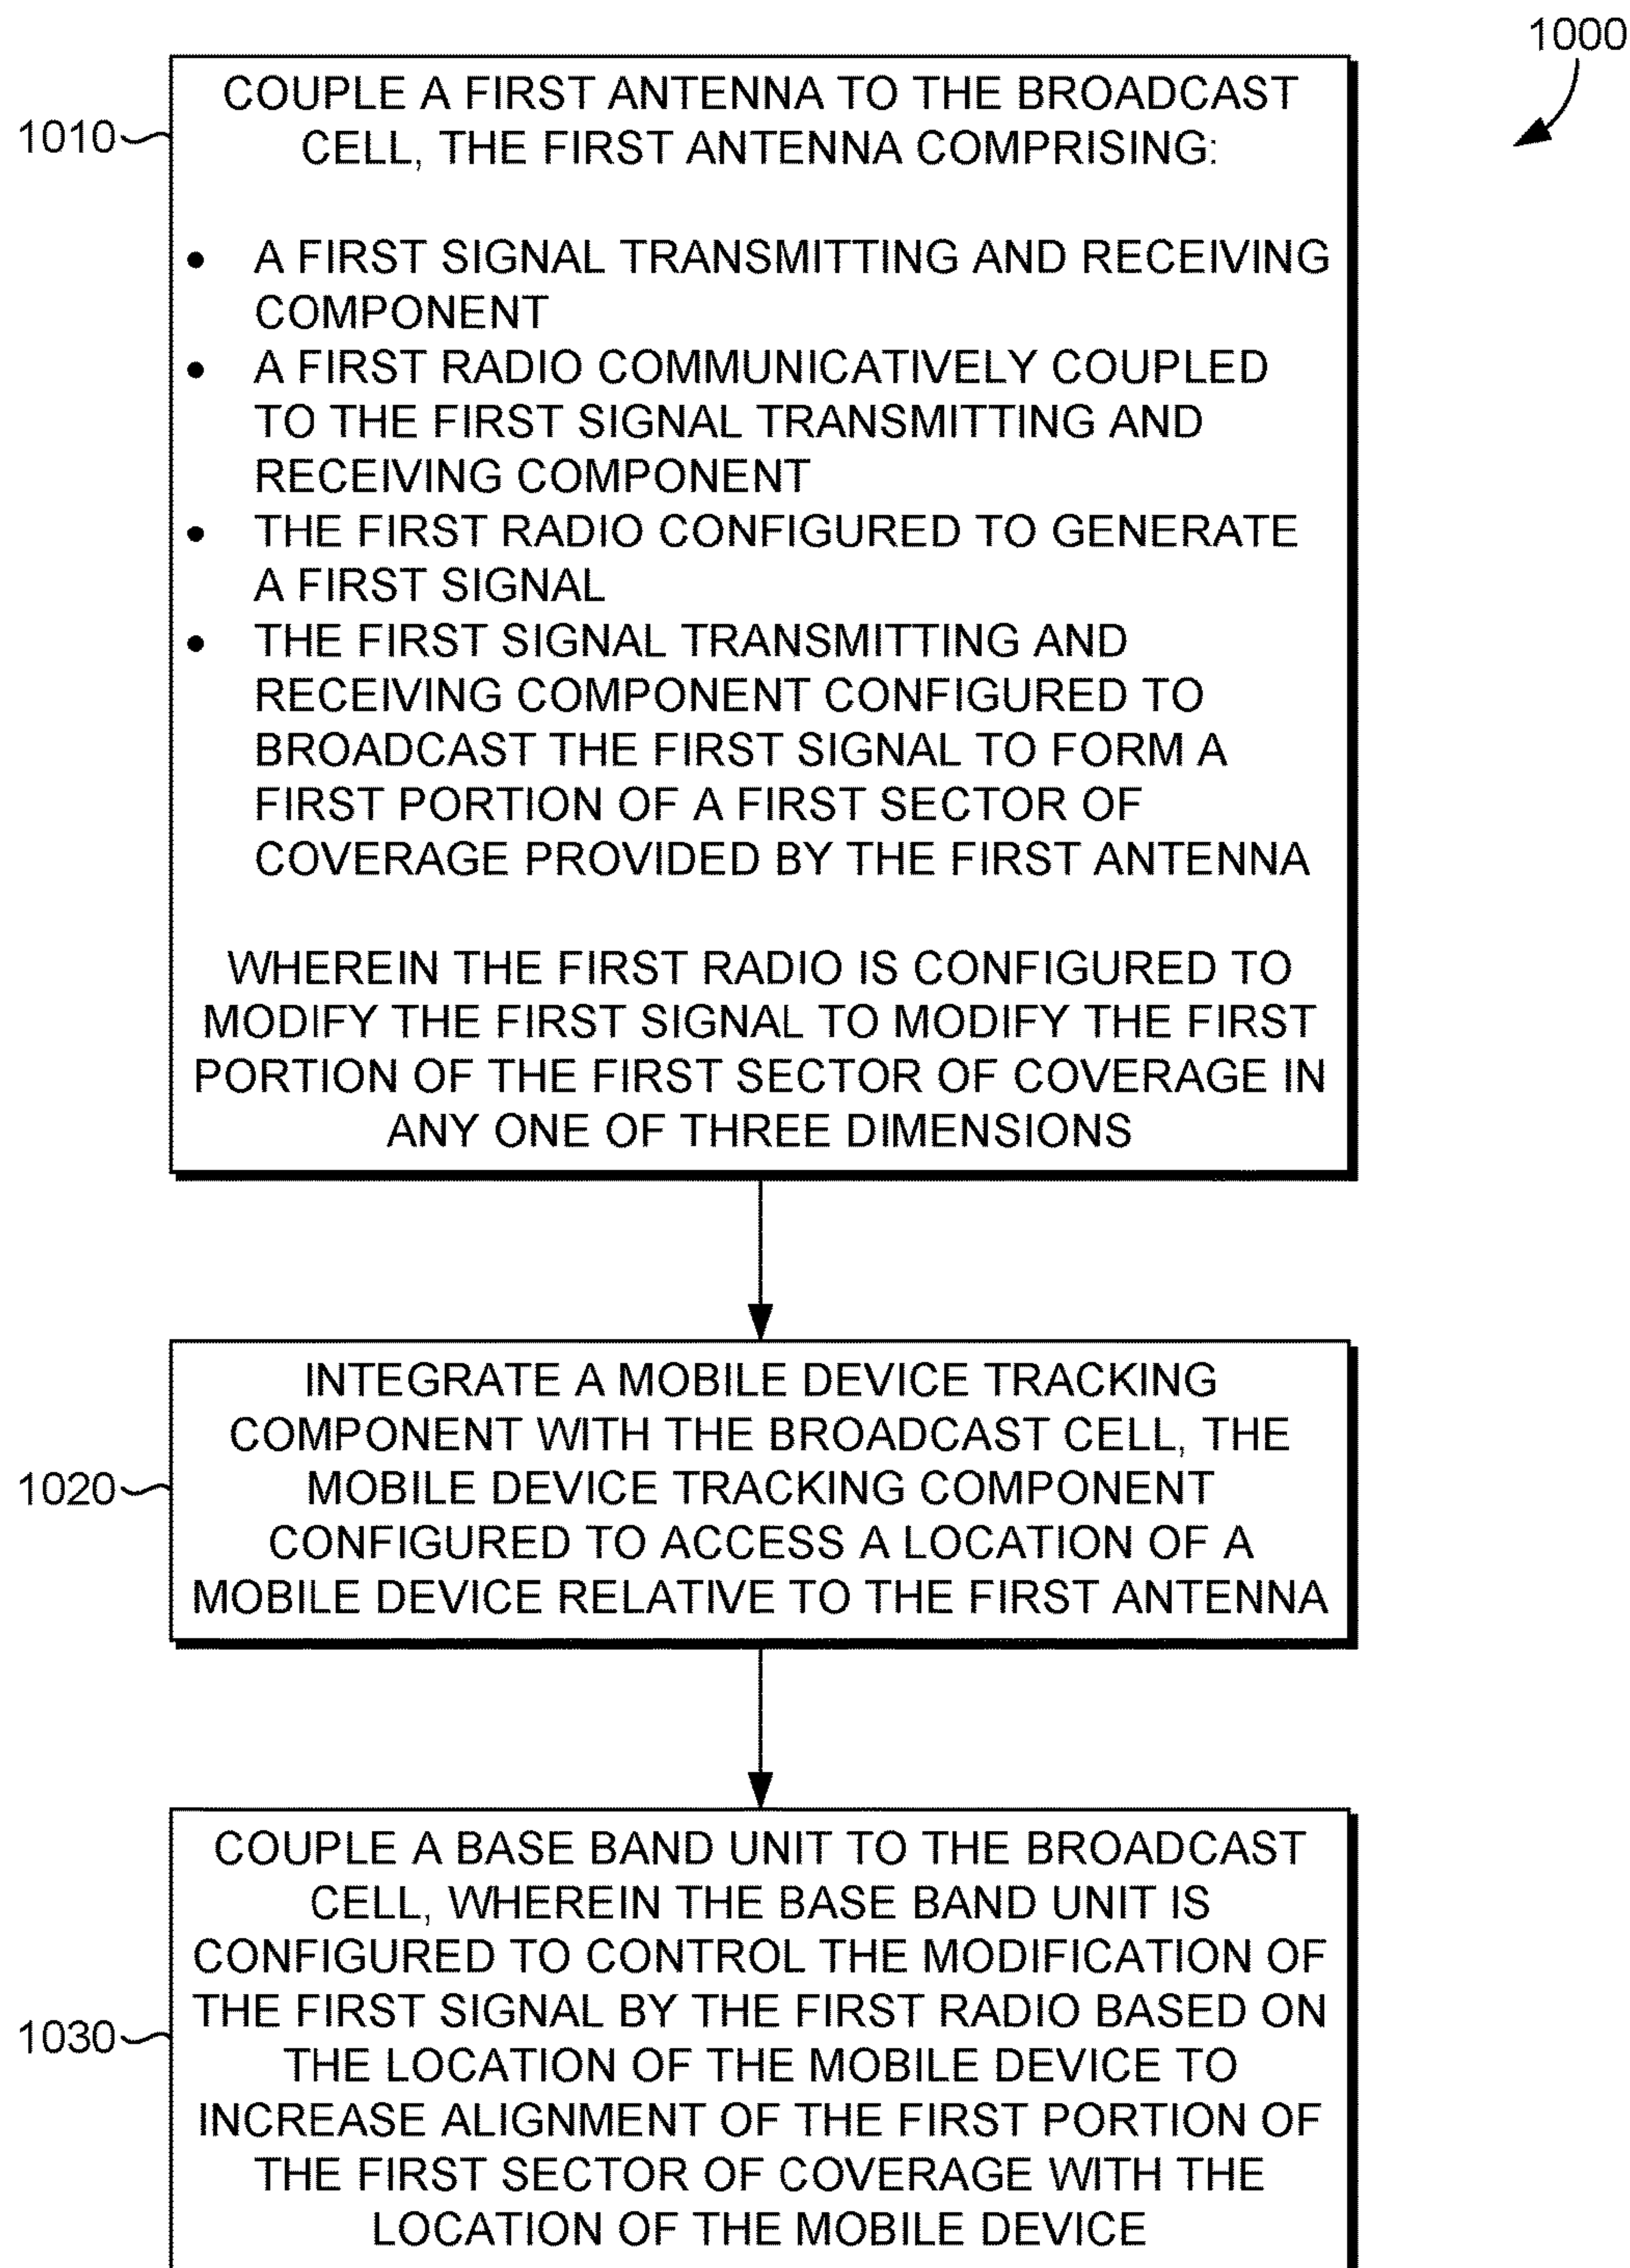 1000
1010
COUPLE A FIRST ANTENNA TO THE BROADCAST
CELL, THE FIRST ANTENNA COMPRISING:
• A FIRST SIGNAL TRANSMITTING AND RECEIVING
COMPONENT
• A FIRST RADIO COMMUNICATIVELY COUPLED
TO THE FIRST SIGNAL TRANSMITTING AND
RECEIVING COMPONENT
• THE FIRST RADIO CONFIGURED TO GENERATE
A FIRST SIGNAL
• THE FIRST SIGNAL TRANSMITTING AND
RECEIVING COMPONENT CONFIGURED TO
BROADCAST THE FIRST SIGNAL TO FORM A
FIRST PORTION OF A FIRST SECTOR OF
COVERAGE PROVIDED BY THE FIRST ANTENNA
WHEREIN THE FIRST RADIO IS CONFIGURED TO
MODIFY THE FIRST SIGNAL TO MODIFY THE FIRST
PORTION OF THE FIRST SECTOR OF COVERAGE IN
ANY ONE OF THREE DIMENSIONS
1020
INTEGRATE A MOBILE DEVICE TRACKING
COMPONENT WITH THE BROADCAST CELL, THE
MOBILE DEVICE TRACKING COMPONENT
CONFIGURED TO ACCESS A LOCATION OF A
MOBILE DEVICE RELATIVE TO THE FIRST ANTENNA
1030
COUPLE A BASE BAND UNIT TO THE BROADCAST
CELL, WHEREIN THE BASE BAND UNIT IS
CONFIGURED TO CONTROL THE MODIFICATION OF
THE FIRST SIGNAL BY THE FIRST RADIO BASED ON
THE LOCATION OF THE MOBILE DEVICE TO
INCREASE ALIGNMENT OF THE FIRST PORTION OF
THE FIRST SECTOR OF COVERAGE WITH THE
LOCATION OF THE MOBILE DEVICE